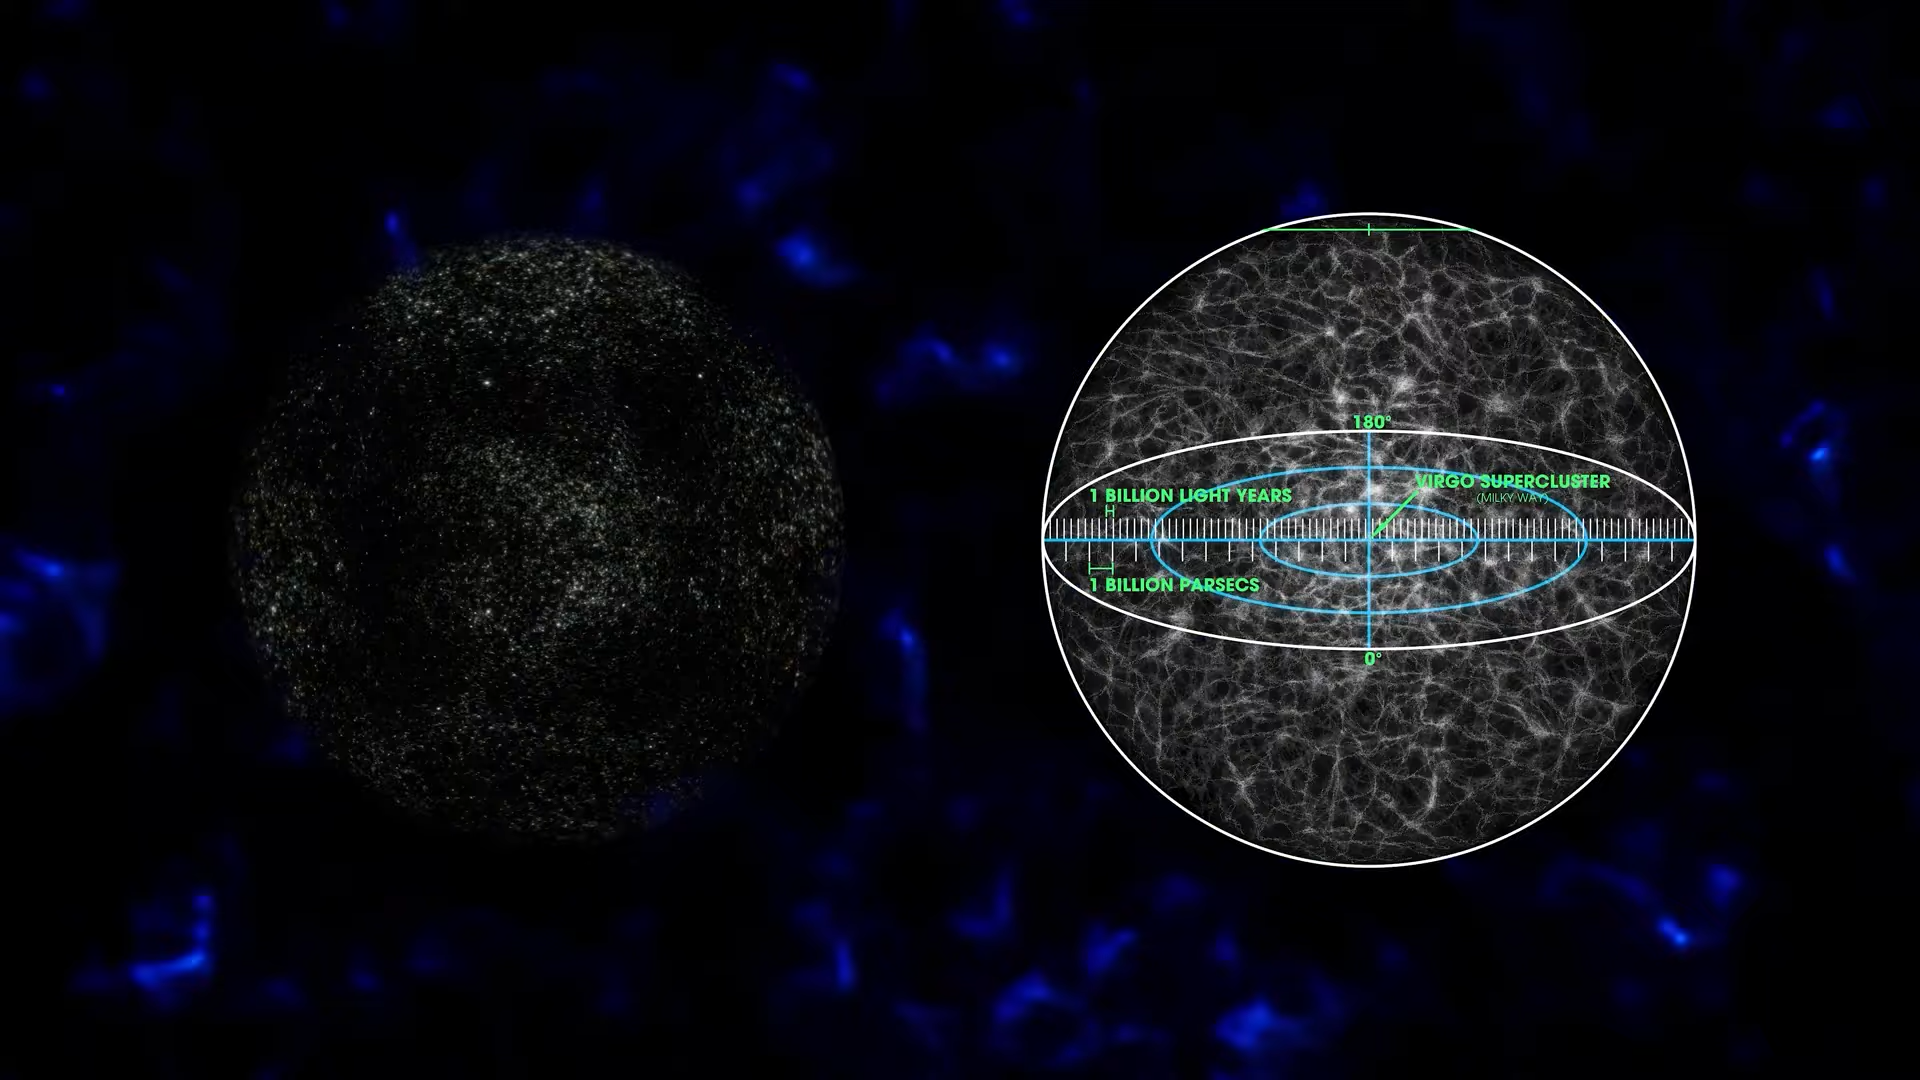 180°
VIRGO SUPERCLUSTER
(MILKY WAY)
1 BILLION LIGHT YEARS
1 BILLION PARSECS
0°